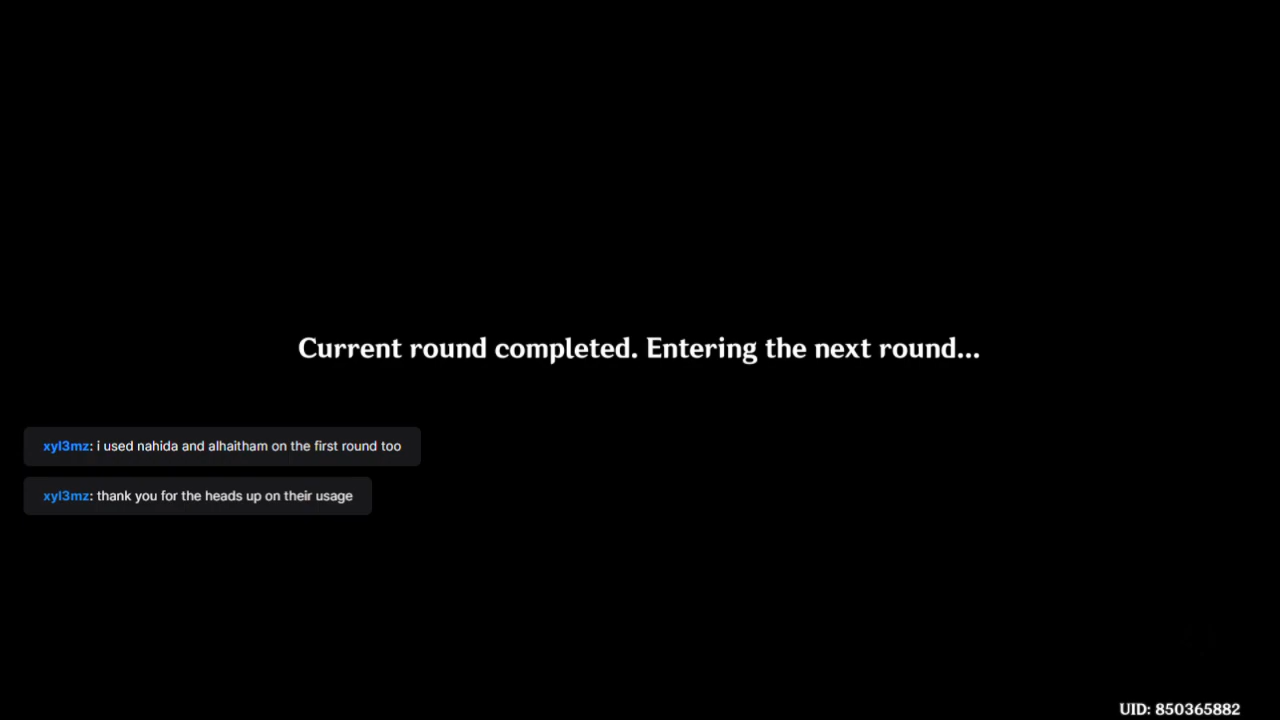 Current round completed. Entering the next round...
xyl3mz: i used nahida and alhaitham on the first round too
xyl3mz: thank you for the heads up on their usage
UID: 850365882